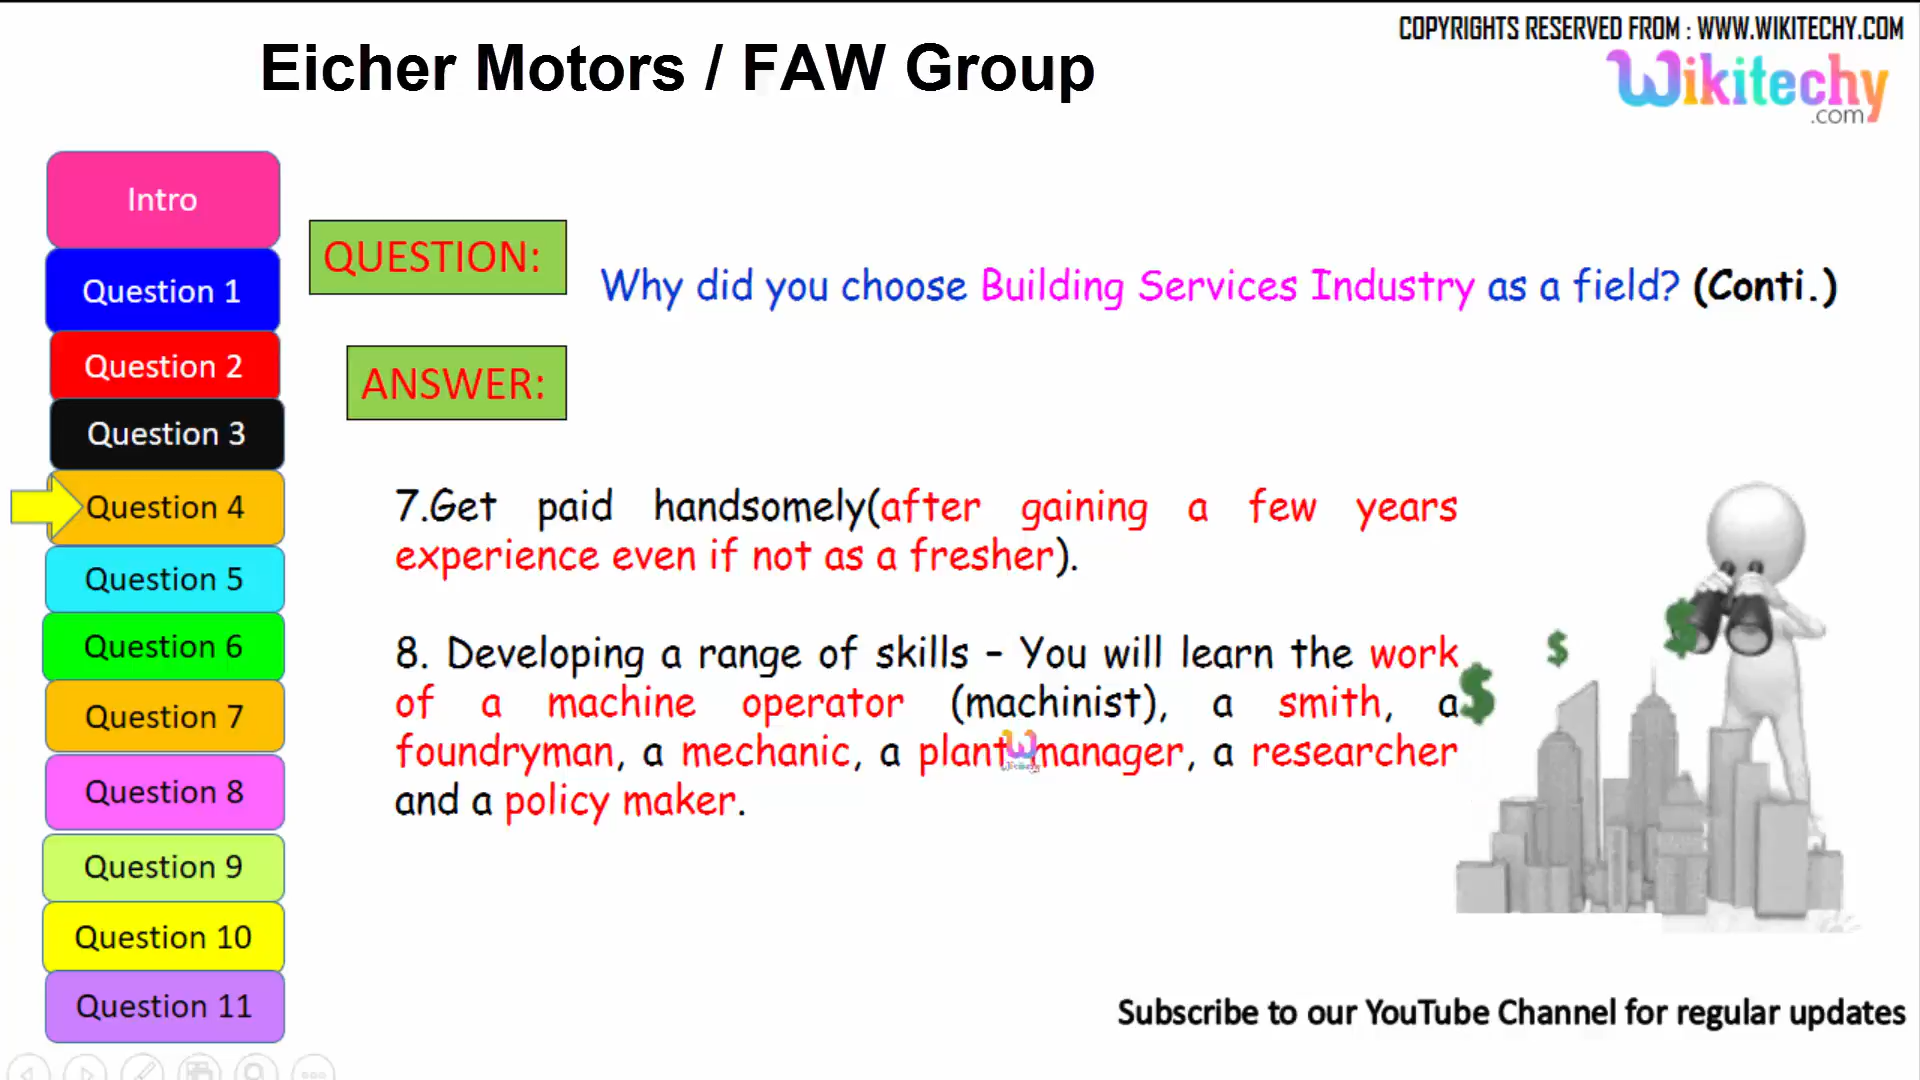 COPYRIGHTS RESERVED FROM : WWW.WIKITECHY.COM
Eicher Motors / FAW Group
Wikitechy
.com
Intro
Question 1
Question 2
Question 3
Question 4
Question 5
Question 6
Question 7
Question 8
Question 9
Question 10
Question 11
QUESTION:
Why did you choose Building Services Industry as a field? (Conti.)
ANSWER:
7.Get paid handsomely(after gaining a few years
experience even if not as a fresher).
8. Developing a range of skills – You will learn the work
of a machine operator (machinist), a smith, a
foundryman, a mechanic, a plant manager, a researcher
and a policy maker.
Subscribe to our YouTube Channel for regular updates